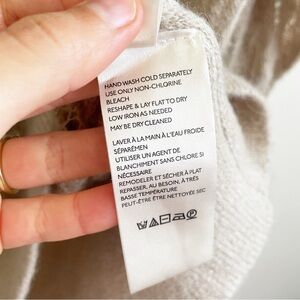 HAND WASH COLD SEPARATELY
USE ONLY NON-CHLORINE
BLEACH
RESHAPE & LAY FLAT TO DRY
LOW IRON AS NEEDED
MAY BE DRY CLEANED
LAVER À LA MAIN À L'EAU FROIDE
SÉPARÉMEN
UTILISER UN AGENT DE
BLANCHIMENT SANS CHLORE SI
NÉCESSAIRE
REMODELER ET SÉCHER À PLAT
REPASSER, AU BESOIN, À TRÈS
BASSE TEMPÉRATURE
PEUT-ÊTRE ÊTRE NETTOYÉE SEC